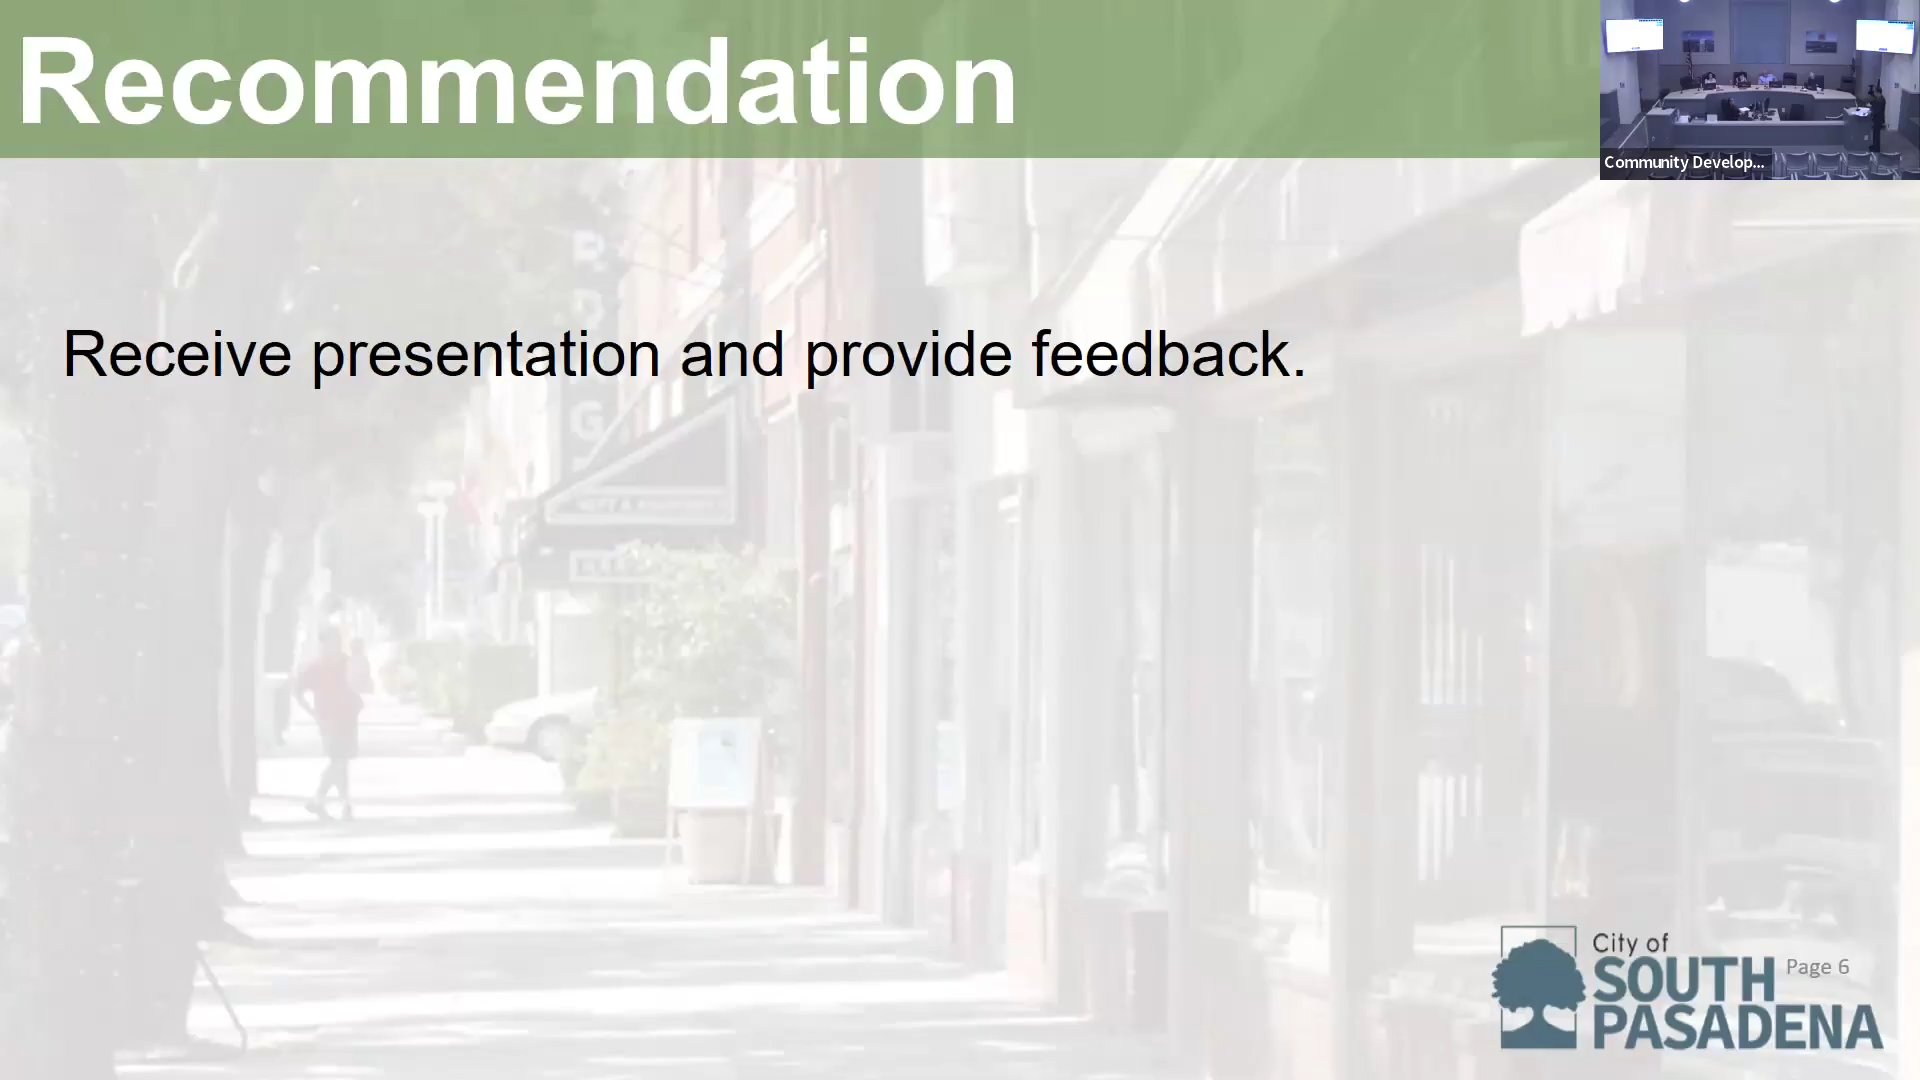 Recommendation
Community Develop...
Receive presentation and provide feedback.
City of
SOUTH
PASADENA
Page 6